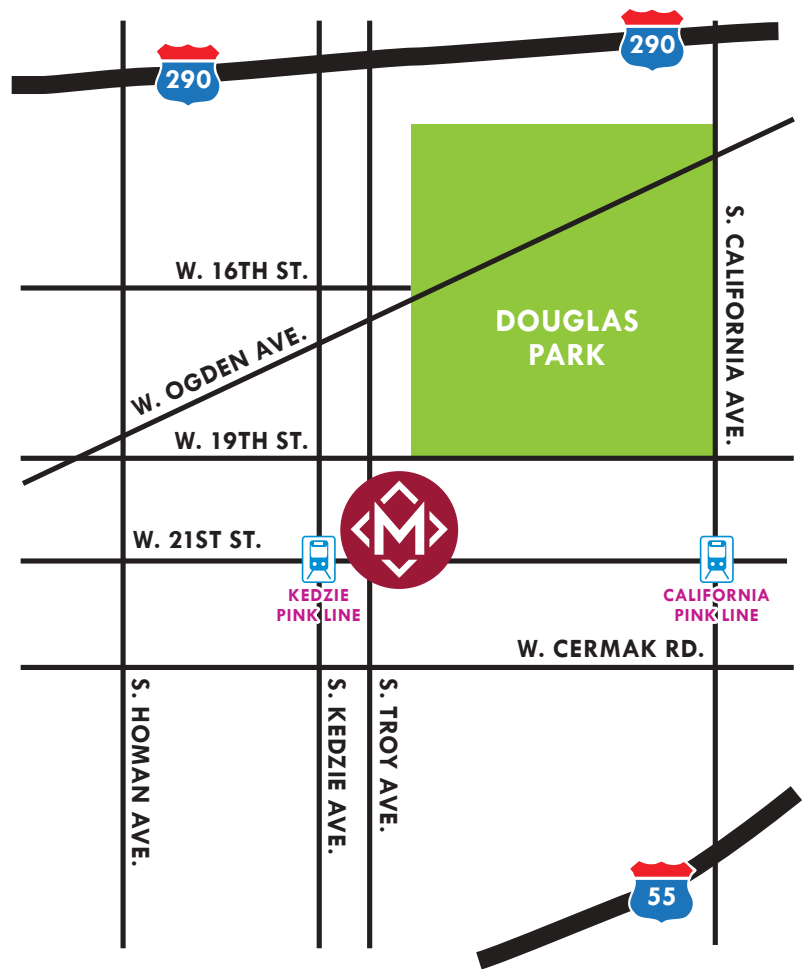 290
290
S. CALIFORNIA AVE.
W. 16TH ST.
DOUGLAS
PARK
W. OGDEN AVE.
W. 19TH ST.
M
W. 21ST ST.
KEDZIE
PINK LINE
CALIFORNIA
PINK LINE
W. CERMAK RD.
S. HOMAN AVE.
S. KEDZIE AVE.
S. TROY AVE.
55